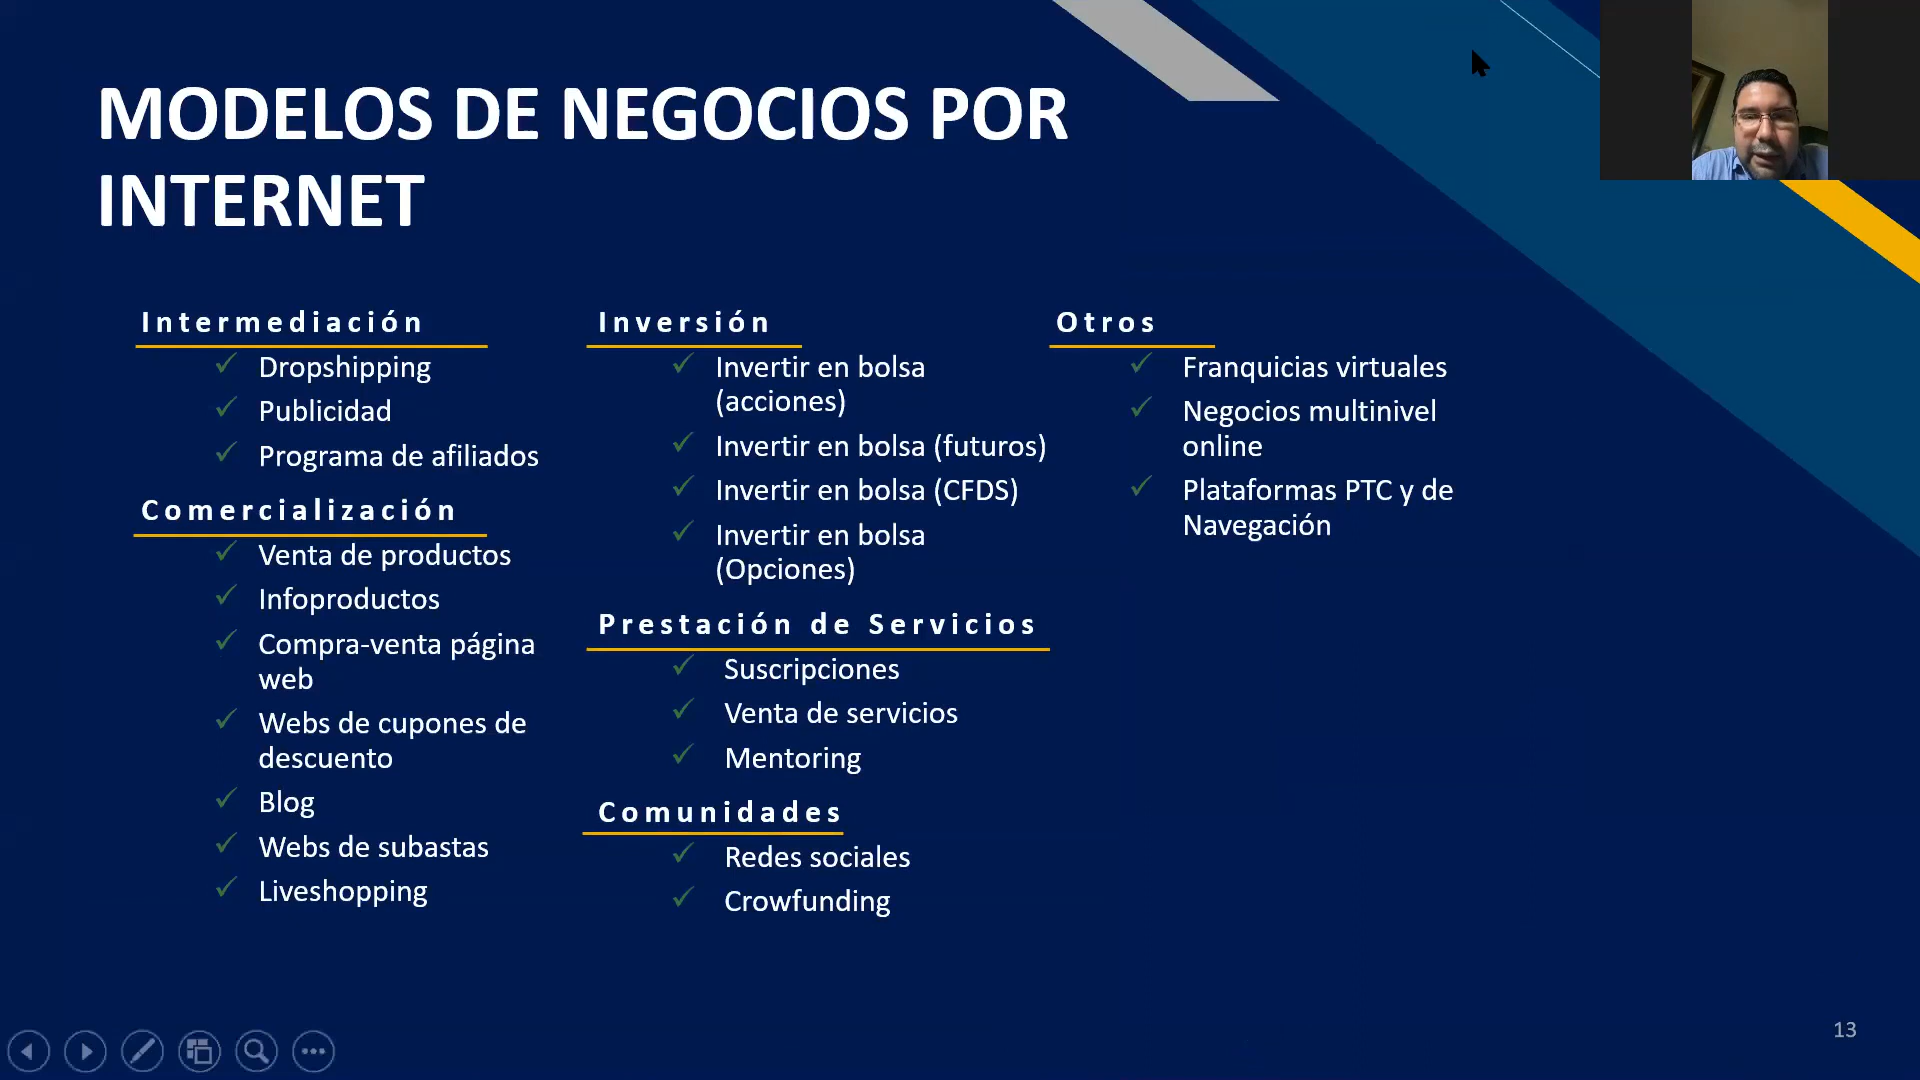 MODELOS DE NEGOCIOS POR
INTERNET
Intermediación
Dropshipping
Publicidad
Programa de afiliados
Comercialización
Venta de productos
Infoproductos
Compra-venta página
web
Webs de cupones de
descuento
Blog
Webs de subastas
Liveshopping
Inversión
Invertir en bolsa
(acciones)
Invertir en bolsa (futuros)
Invertir en bolsa (CFDS)
Invertir en bolsa
(Opciones)
Prestación de Servicios
Suscripciones
Venta de servicios
Mentoring
Comunidades
Redes sociales
Crowfunding
Otros
Franquicias virtuales
Negocios multinivel
online
Plataformas PTC y de
Navegación
13